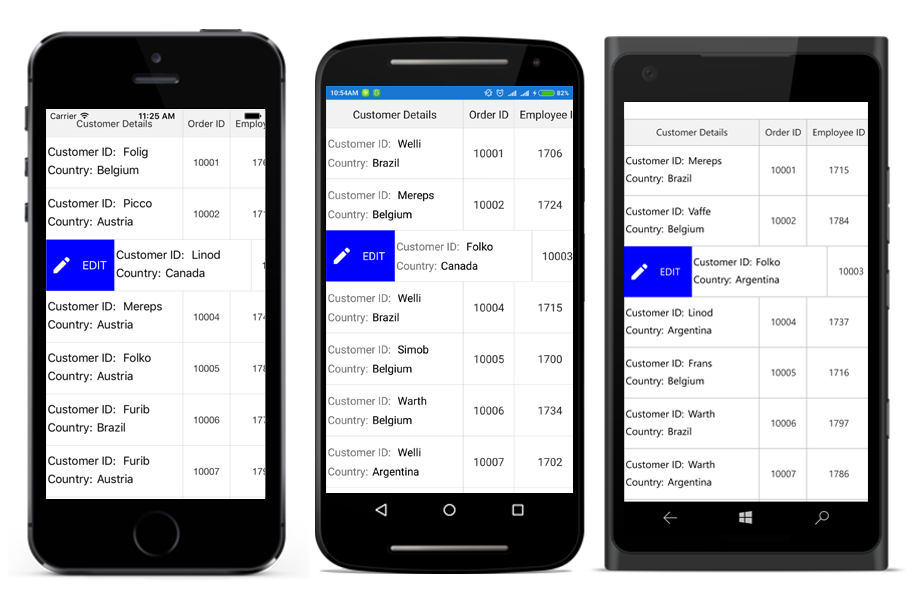 Carrier 11:25 AM
Customer Details Order ID Employ
Customer ID: Folig
Country: Belgium
10001 176
Customer ID: Picco
Country: Austria
10002 171
EDIT
Customer ID: Linod
Country: Canada
1
Customer ID: Mereps
Country: Austria
10004 174
Customer ID: Folko
Country: Austria
10005 178
Customer ID: Furib
Country: Brazil
10006 177
Customer ID: Furib
Country: Austria
10007 179
10:54AM 82%
Customer Details Order ID Employee I
Customer ID: Welli
Country: Brazil
10001 1706
Customer ID: Mereps
Country: Belgium
10002 1724
EDIT
Customer ID: Folko
Country: Canada
10003
Customer ID: Welli
Country: Brazil
10004 1715
Customer ID: Simob
Country: Belgium
10005 1700
Customer ID: Warth
Country: Belgium
10006 1734
Customer ID: Welli
Country: Argentina
10007 1702
Customer Details Order ID Employee ID
Customer ID: Mereps
Country: Brazil
10001 1715
Customer ID: Vaffe
Country: Belgium
10002 1784
EDIT
Customer ID: Folko
Country: Argentina
10003
Customer ID: Linod
Country: Argentina
10004 1737
Customer ID: Frans
Country: Belgium
10005 1716
Customer ID: Warth
Country: Brazil
10006 1797
Customer ID: Warth
Country: Argentina
10007 1786